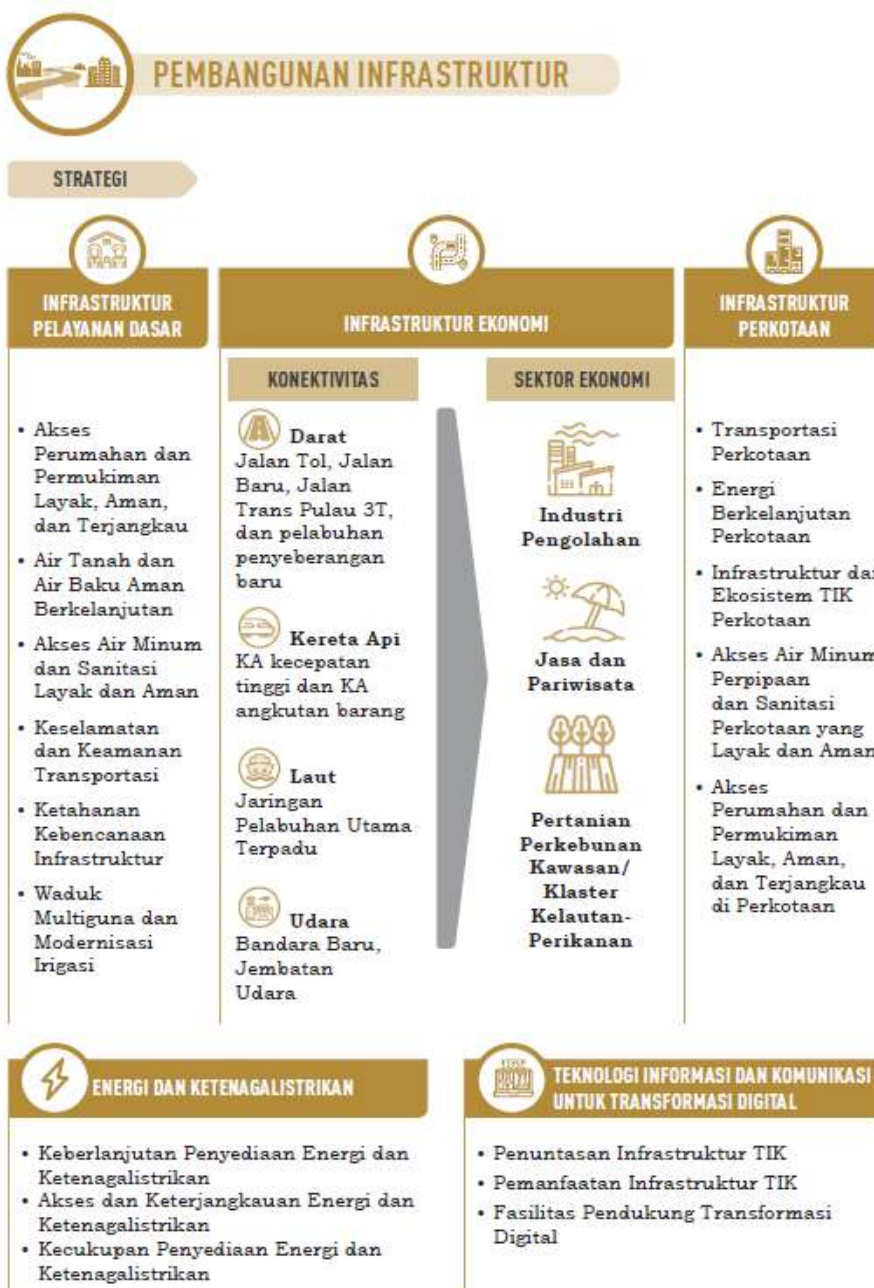 PEMBANGUNAN INFRASTRUKTUR
STRATEGI
INFRASTRUKTUR
PELAYANAN DASAR
• Akses
Perumahan dan
Permukiman
Layak, Aman,
dan Terjangkau
• Air Tanah dan
Air Baku Aman
Berkelanjutan
• Akses Air Minum
dan Sanitasi
Layak dan Aman
• Keselamatan
dan Keamanan
Transportasi
• Ketahanan
Kebencanaan
Infrastruktur
• Waduk
Multiguna dan
Modernisasi
Irigasi
INFRASTRUKTUR EKONOMI
KONEKTIVITAS
Darat
Jalan Tol, Jalan
Baru, Jalan
Trans Pulau 3T,
dan pelabuhan
penyeberangan
baru
Kereta Api
KA kecepatan
tinggi dan KA
angkutan barang
Laut
Jaringan
Pelabuhan Utama
Terpadu
Udara
Bandara Baru,
Jembatan
Udara
SEKTOR EKONOMI
Industri
Pengolahan
Jasa dan
Pariwisata
Pertanian
Perkebunan
Kawasan/
Klaster
Kelautan-
Perikanan
INFRASTRUKTUR
PERKOTAAN
• Transportasi
Perkotaan
• Energi
Berkelanjutan
Perkotaan
• Infrastruktur dan
Ekosistem TIK
Perkotaan
• Akses Air Minum
Perpipaan
dan Sanitasi
Perkotaan yang
Layak dan Aman
• Akses
Perumahan dan
Permukiman
Layak, Aman,
dan Terjangkau
di Perkotaan
ENERGI DAN KETENAGALISTRIKAN
• Keberlanjutan Penyediaan Energi dan
Ketenagalistrikan
• Akses dan Keterjangkauan Energi dan
Ketenagalistrikan
• Kecukupan Penyediaan Energi dan
Ketenagalistrikan
TEKNOLOGI INFORMASI DAN KOMUNIKASI
UNTUK TRANSFORMASI DIGITAL
• Penuntasan Infrastruktur TIK
• Pemanfaatan Infrastruktur TIK
• Fasilitas Pendukung Transformasi
Digital